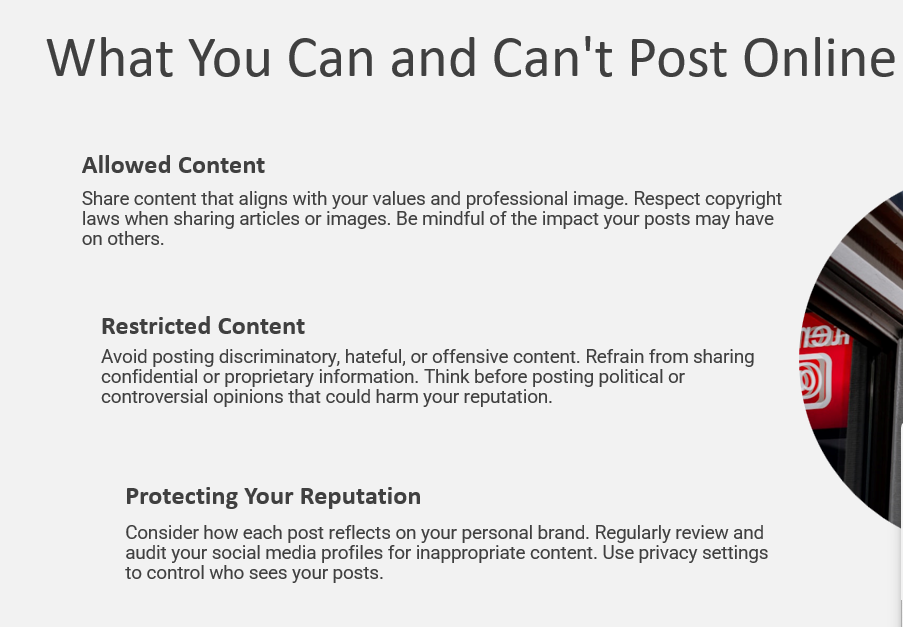 What You Can and Can't Post Online
Allowed Content
Share content that aligns with your values and professional image. Respect copyright
laws when sharing articles or images. Be mindful of the impact your posts may have
on others.
Restricted Content
Avoid posting discriminatory, hateful, or offensive content. Refrain from sharing
confidential or proprietary information. Think before posting political or
controversial opinions that could harm your reputation.
Protecting Your Reputation
Consider how each post reflects on your personal brand. Regularly review and
audit your social media profiles for inappropriate content. Use privacy settings
to control who sees your posts.